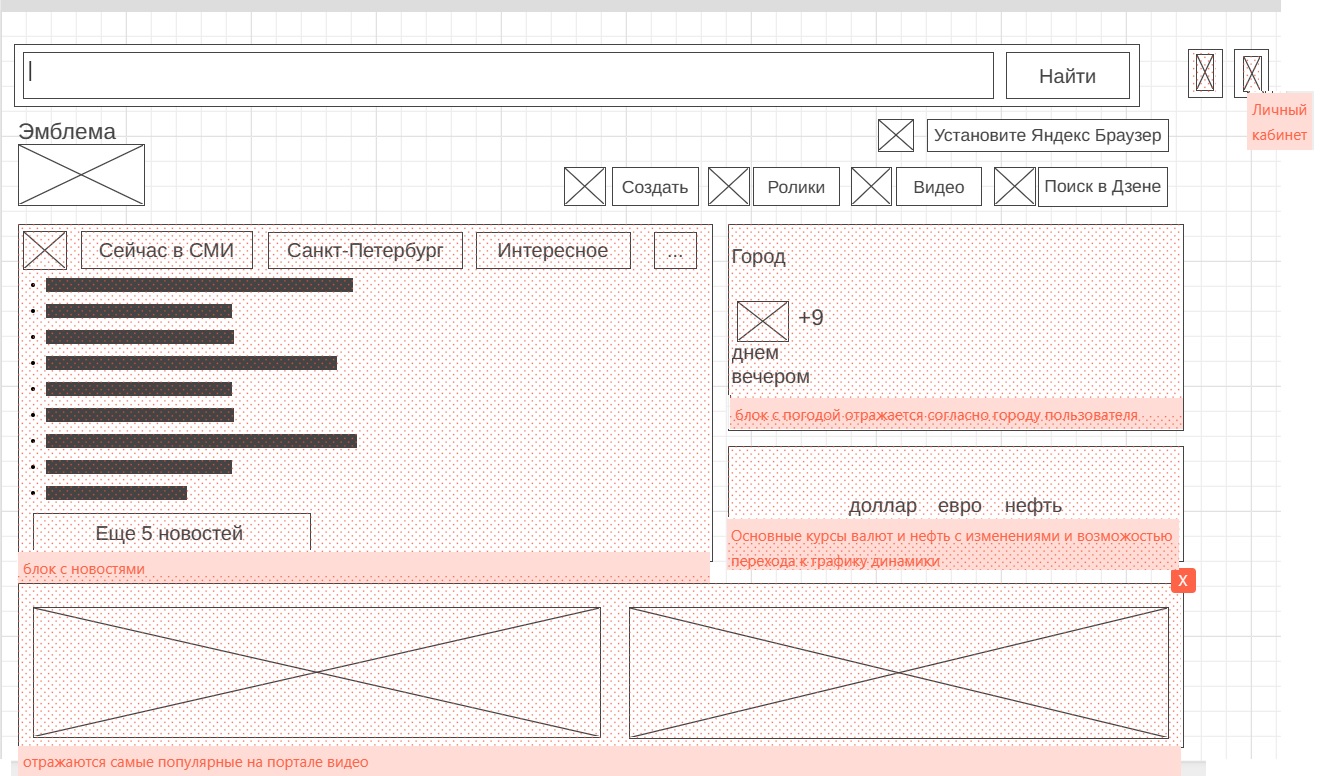 Найти
Личный
кабинет
Эмблема
Установите Яндекс Браузер
Создать
Ролики
Видео
Поиск в Дзене
Сейчас в СМИ
Санкт-Петербург
Интересное
...
Еще 5 новостей
блок с новостями
Город
+9
днем
вечером
блок с погодой отражается согласно городу пользователя
доллар евро нефть
Основные курсы валют и нефть с изменениями и возможостью
перехода к графику динамики
X
отражаются самые популярные на портале видео